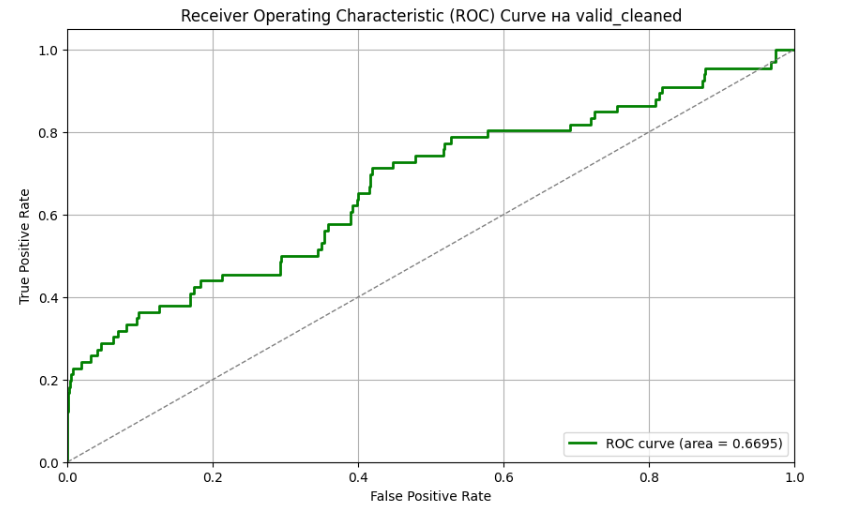 Receiver Operating Characteristic (ROC) Curve на valid_cleaned
True Positive Rate
1.0
0.8
0.6
0.4
0.2
0.0
0.0 0.2 0.4 0.6 0.8 1.0
False Positive Rate
ROC curve (area = 0.6695)